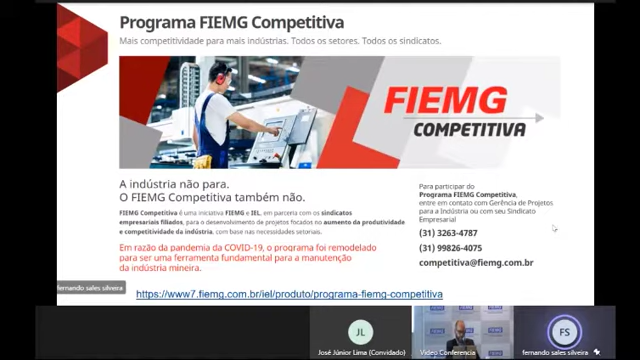 Programa FIEMG Competitiva
Mais competitividade para mais indústrias. Todos os setores. Todos os sindicatos.
FIEMG
COMPETITIVA
A indústria não para.
O FIEMG Competitiva também não.
FIEMG Competitiva é uma iniciativa FIEMG e IEL, em parceria com os sindicatos
empresariais filiados, para o desenvolvimento de projetos focados no aumento da produtividade
e competitividade da indústria, com base nas necessidades setoriais.
Em razão da pandemia da COVID-19, o programa foi remodelado
para ser uma ferramenta fundamental para a manutenção
da indústria mineira.
Para participar do
Programa FIEMG Competitiva,
entre em contato com Gerência de Projetos
para a Indústria ou com seu Sindicato
Empresarial
(31) 3263-4787
(31) 99826-4075
competitiva@fiemg.com.br
fernando sales silveira
https://www7.fiemg.com.br/iel/produto/programa-fiemg-competitiva
JL
José Júnior Lima (Convidado)
Video Conferencia
FS
fernando sales silveira